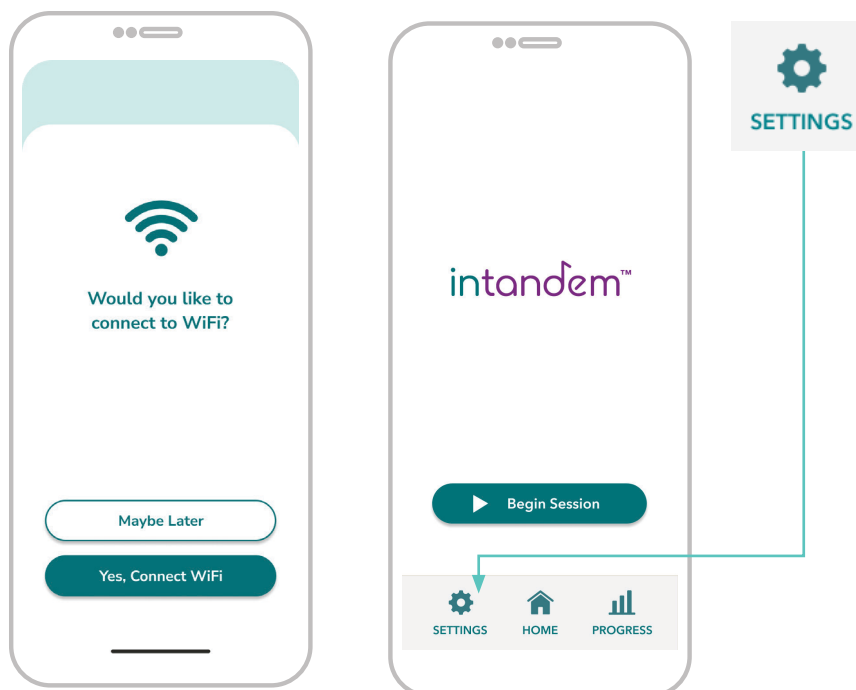 Would you like to
connect to WiFi?
Maybe Later
Yes, Connect WiFi
intandem™
Begin Session
SETTINGS
HOME
PROGRESS
SETTINGS